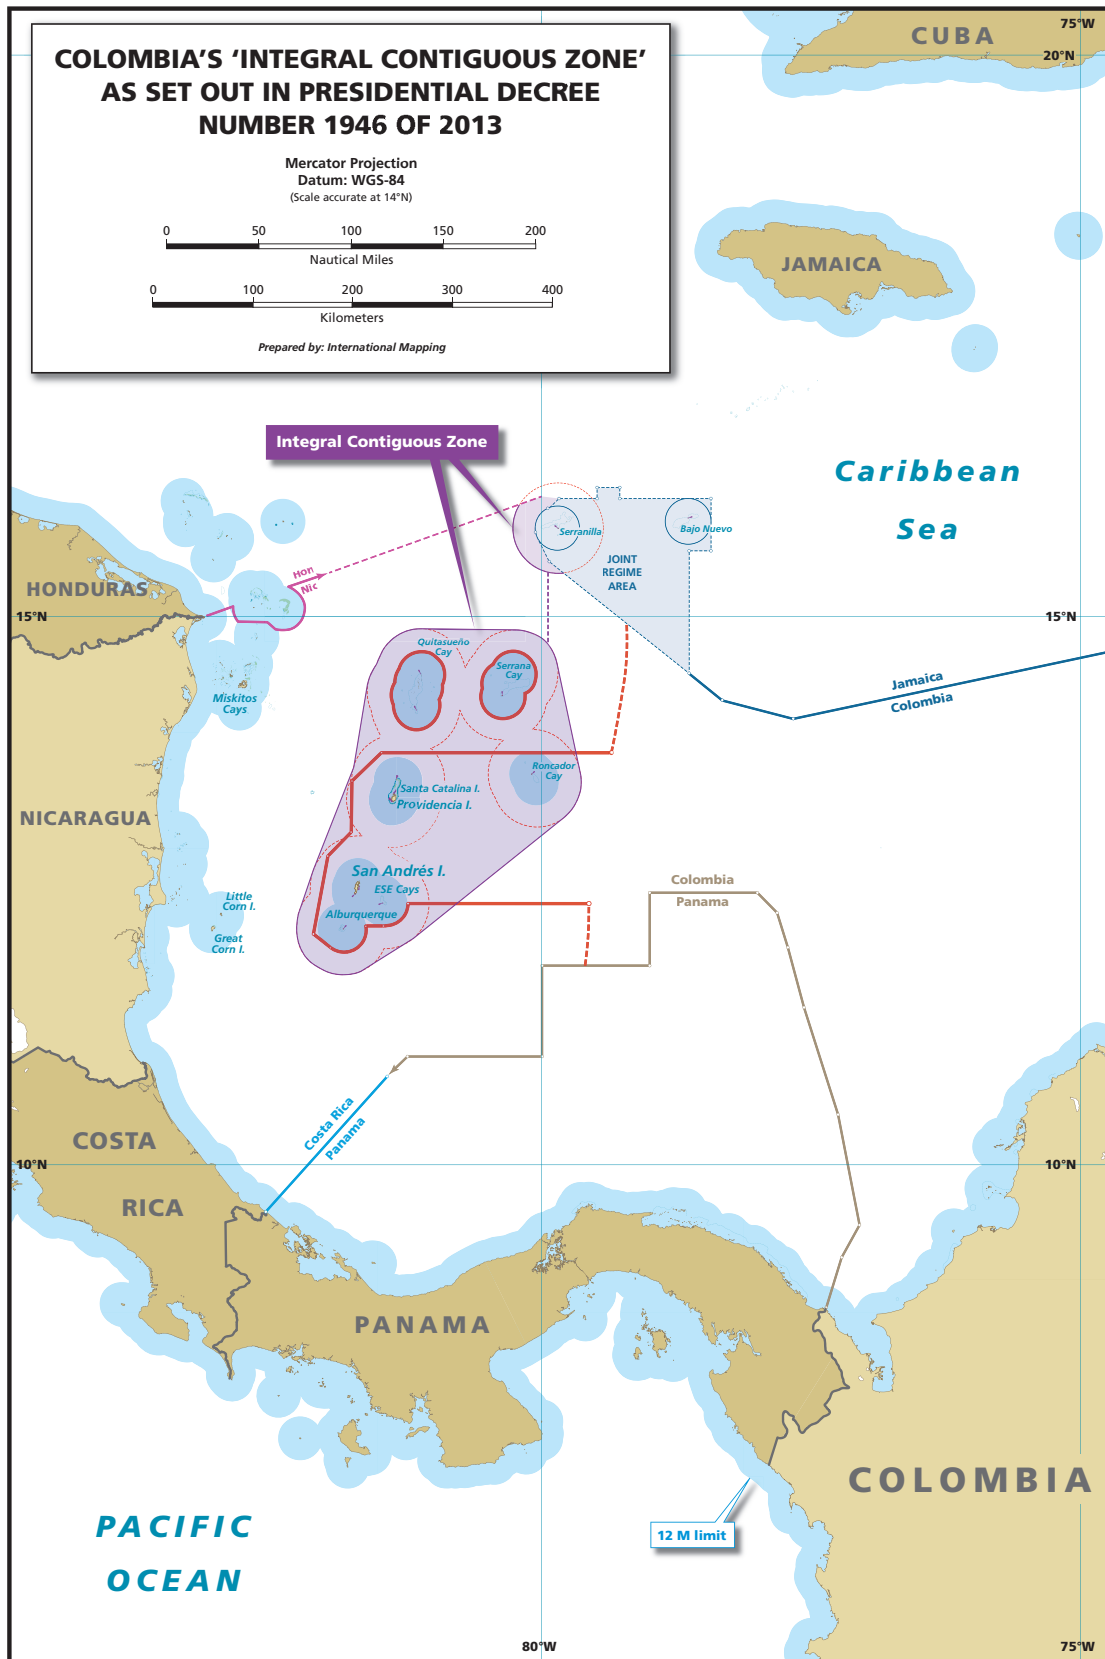 COLOMBIA'S 'INTEGRAL CONTIGUOUS ZONE'
AS SET OUT IN PRESIDENTIAL DECREE
NUMBER 1946 OF 2013
Mercator Projection
Datum: WGS-84
(Scale accurate at 14°N)
0 50 100 150 200
Nautical Miles
0 100 200 300 400
Kilometers
Prepared by: International Mapping
75°W
CUBA
20°N
JAMAICA
Integral Contiguous Zone
Caribbean
Sea
Serranilla
Bajo Nuevo
JOINT
REGIME
AREA
Hon
Nic
HONDURAS
15°N
15°N
Quitasueño
Cay
Serrana
Cay
Miskitos
Cays
Jamaica
Colombia
Roncador
Cay
Santa Catalina I.
Providencia I.
NICARAGUA
San Andrés I.
ESE Cays
Alburquerque
Little
Corn I.
Great
Corn I.
Colombia
Panama
Costa Rica
Panama
COSTA
RICA
10°N
10°N
PANAMA
COLOMBIA
12 M limit
PACIFIC
OCEAN
80°W
75°W